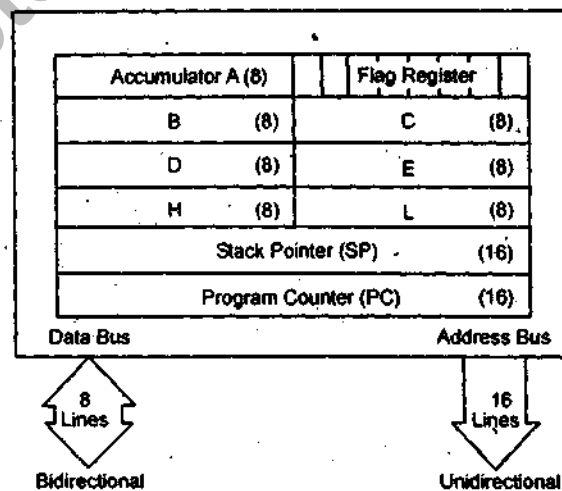 Accumulator A (8) Flag Register
B (8) C (8)
D (8) E (8)
H (8) L (8)
Stack Pointer (SP) (16)
Program Counter (PC) (16)
Data Bus Address Bus
8 Lines 16 Lines
Bidirectional Unidirectional